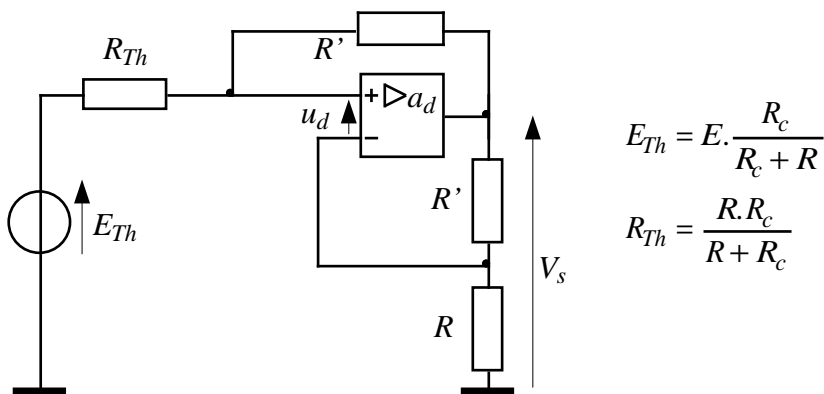 R_Th
R’
+ ▷ a_d
u_d
−
R’
E_Th
V_s
R
E_Th = E. R_c / (R_c + R)
R_Th = R.R_c / (R + R_c)